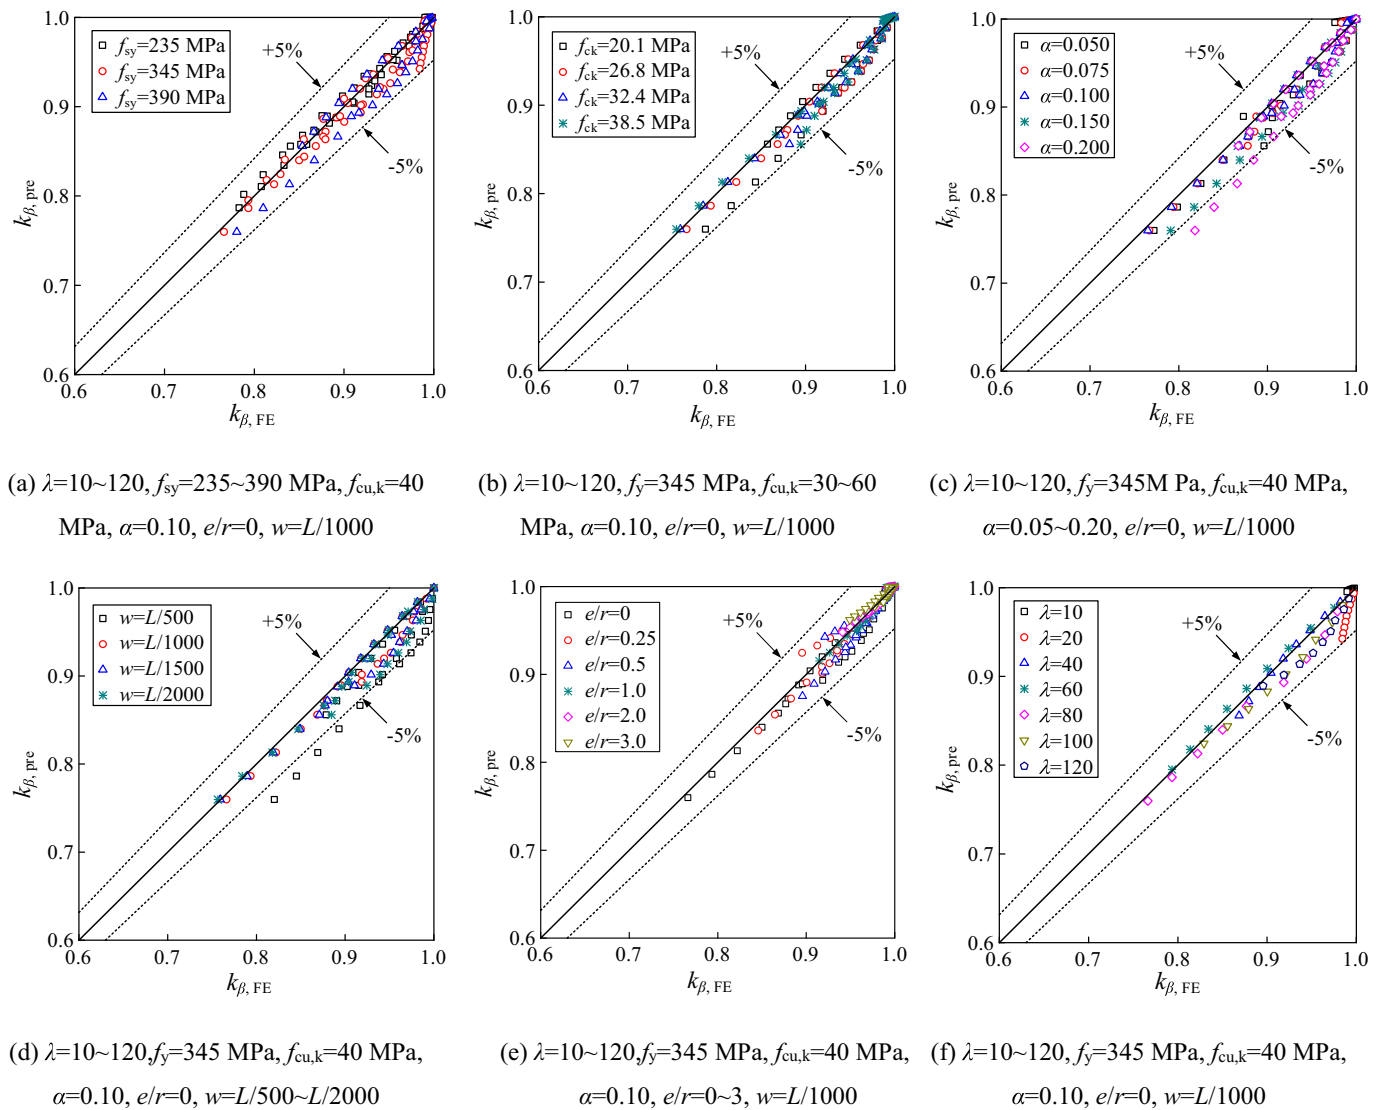 1.0
0.9
0.8
0.7
0.6
0.6
0.7
0.8
0.9
1.0
kβ, pre
kβ, FE
fsy=235 MPa
fsy=345 MPa
fsy=390 MPa
+5%
-5%
(a) λ=10~120, fsy=235~390 MPa, fcu,k=40
MPa, α=0.10, e/r=0, w=L/1000
1.0
0.9
0.8
0.7
0.6
0.6
0.7
0.8
0.9
1.0
kβ, pre
kβ, FE
fck=20.1 MPa
fck=26.8 MPa
fck=32.4 MPa
fck=38.5 MPa
+5%
-5%
(b) λ=10~120, fy=345 MPa, fcu,k=30~60
MPa, α=0.10, e/r=0, w=L/1000
1.0
0.9
0.8
0.7
0.6
0.6
0.7
0.8
0.9
1.0
kβ, pre
kβ, FE
α=0.050
α=0.075
α=0.100
α=0.150
α=0.200
+5%
-5%
(c) λ=10~120, fy=345M Pa, fcu,k=40 MPa,
α=0.05~0.20, e/r=0, w=L/1000
1.0
0.9
0.8
0.7
0.6
0.6
0.7
0.8
0.9
1.0
kβ, pre
kβ, FE
w=L/500
w=L/1000
w=L/1500
w=L/2000
+5%
-5%
(d) λ=10~120,fy=345 MPa, fcu,k=40 MPa,
α=0.10, e/r=0, w=L/500~L/2000
1.0
0.9
0.8
0.7
0.6
0.6
0.7
0.8
0.9
1.0
kβ, pre
kβ, FE
e/r=0
e/r=0.25
e/r=0.5
e/r=1.0
e/r=2.0
e/r=3.0
+5%
-5%
(e) λ=10~120,fy=345 MPa, fcu,k=40 MPa,
α=0.10, e/r=0~3, w=L/1000
1.0
0.9
0.8
0.7
0.6
0.6
0.7
0.8
0.9
1.0
kβ, pre
kβ, FE
λ=10
λ=20
λ=40
λ=60
λ=80
λ=100
λ=120
+5%
-5%
(f) λ=10~120, fy=345 MPa, fcu,k=40 MPa,
α=0.10, e/r=0, w=L/1000